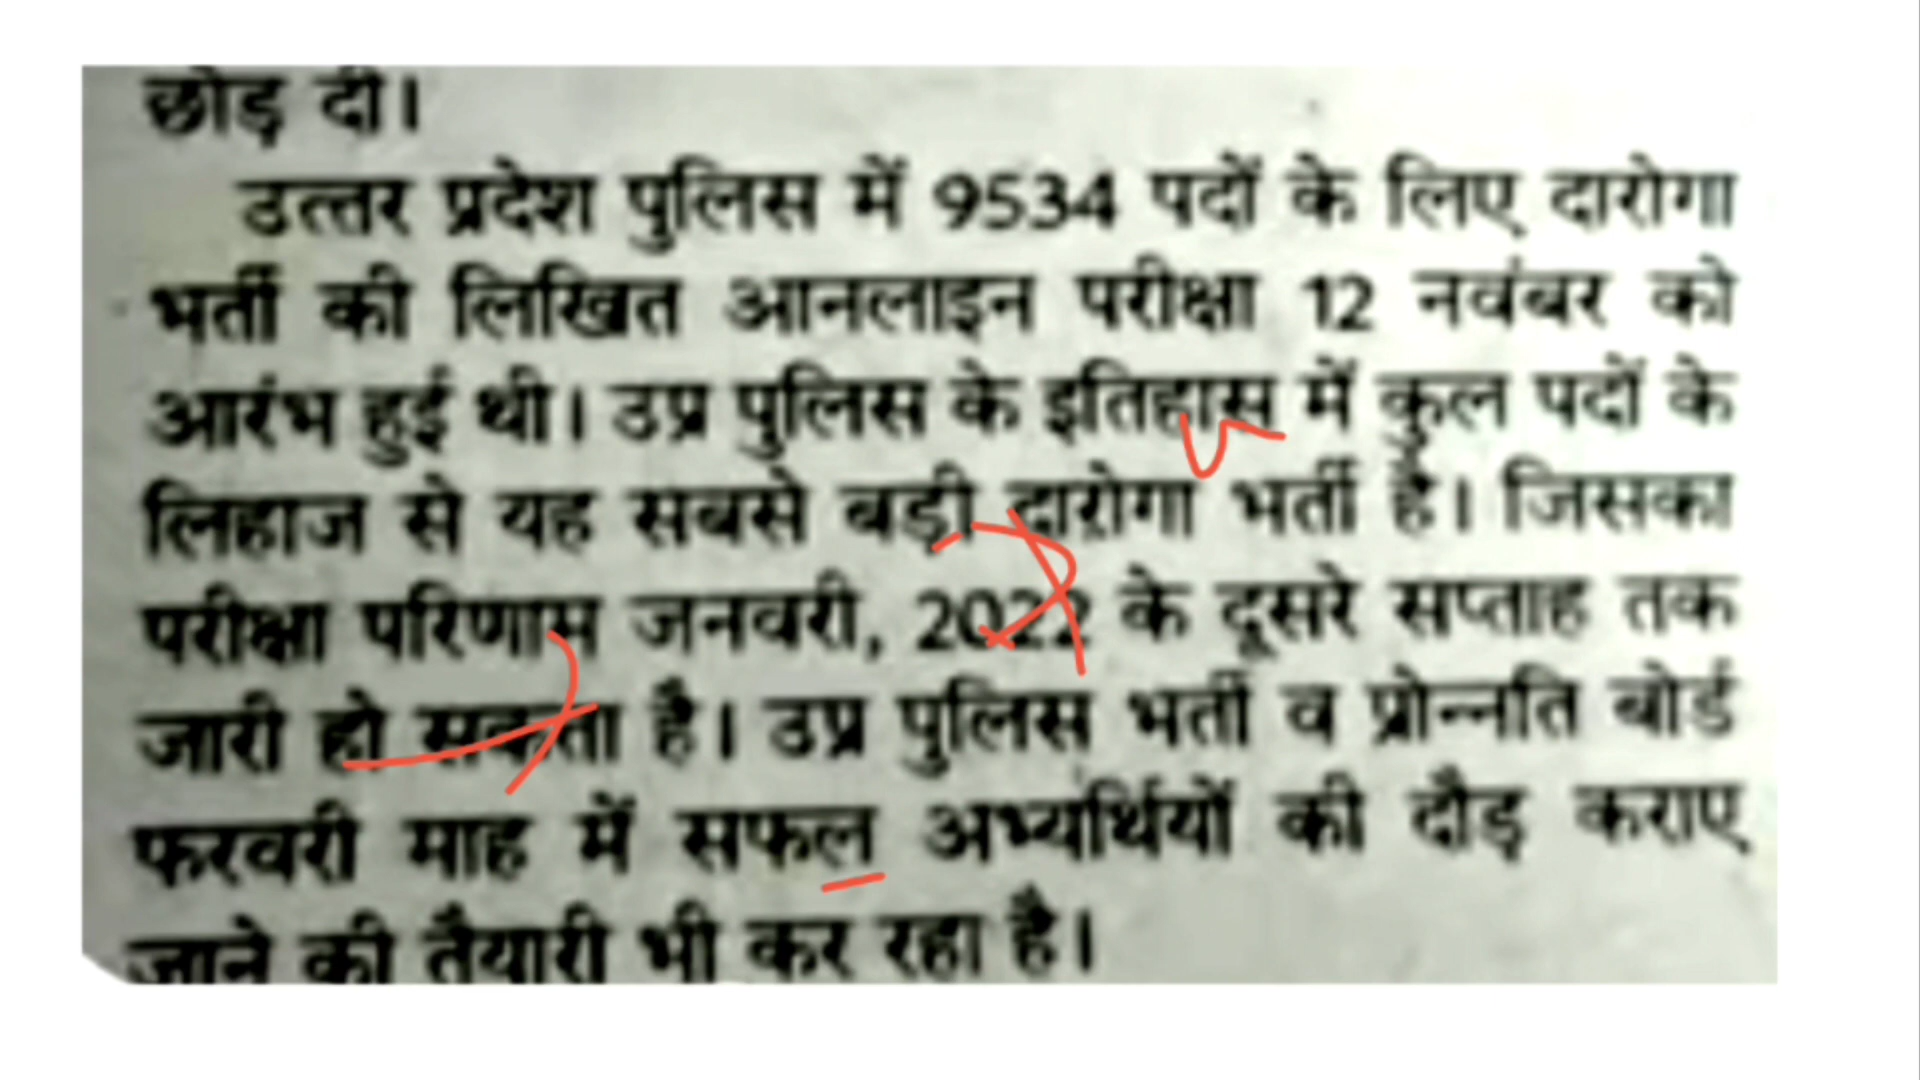 छोड़ दी।
उत्तर प्रदेश पुलिस में 9534 पदों के लिए दारोगा
भर्ती की लिखित आनलाइन परीक्षा 12 नवंबर को
आरंभ हुई थी। उप्र पुलिस के इतिहास में कुल पदों के
लिहाज से यह सबसे बड़ी दारोगा भर्ती है। जिसका
परीक्षा परिणाम जनवरी, 2022 के दूसरे सप्ताह तक
जारी हो सकता है। उप्र पुलिस भर्ती व प्रोन्नति बोर्ड
फरवरी माह में सफल अभ्यर्थियों की दौड़ कराए
जाने की तैयारी भी कर रहा है।